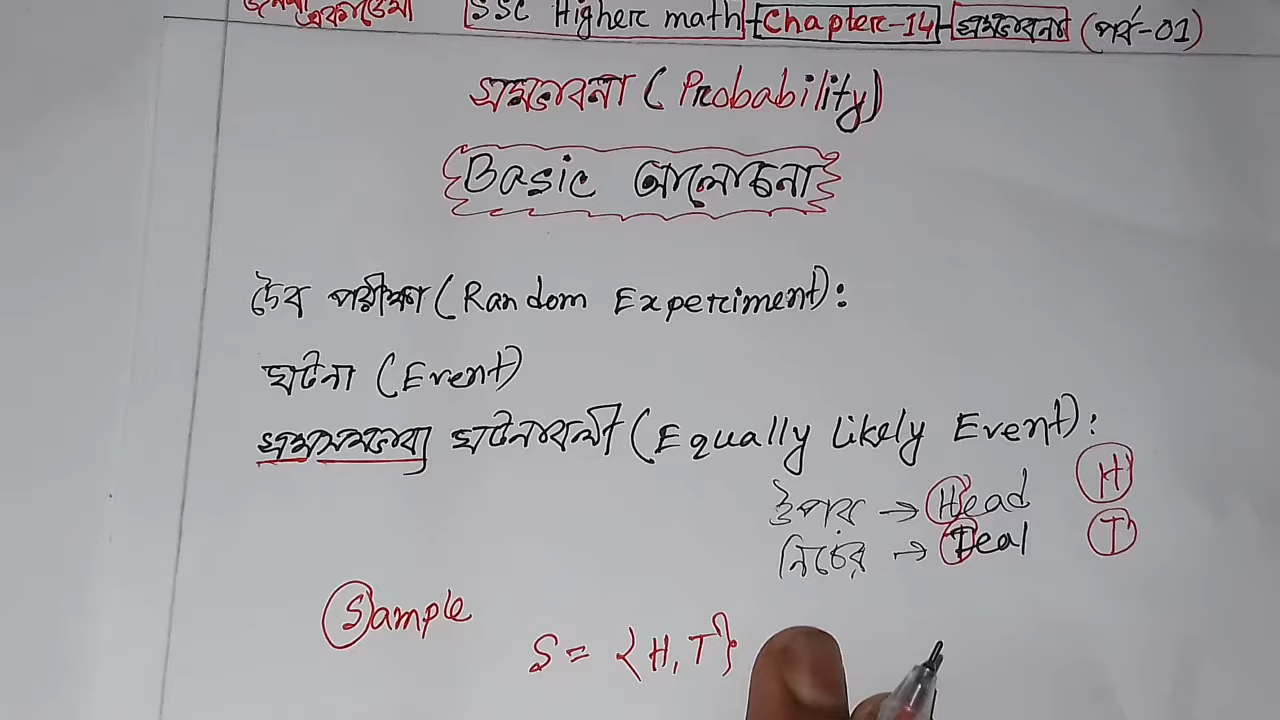 একাডেমী SSC Higher math - Chapter-14 - সম্ভাবনা (পর্ব-01)
সম্ভাবনা (Probability)
Basic আলোচনা
দৈব পরীক্ষা (Random Experiment):
ঘটনা (Event)
সমসম্ভাব্য ঘটনাবলী (Equally Likely Event):
উপরে → Head H
নিচের → Teal T
Sample
S = {H, T}